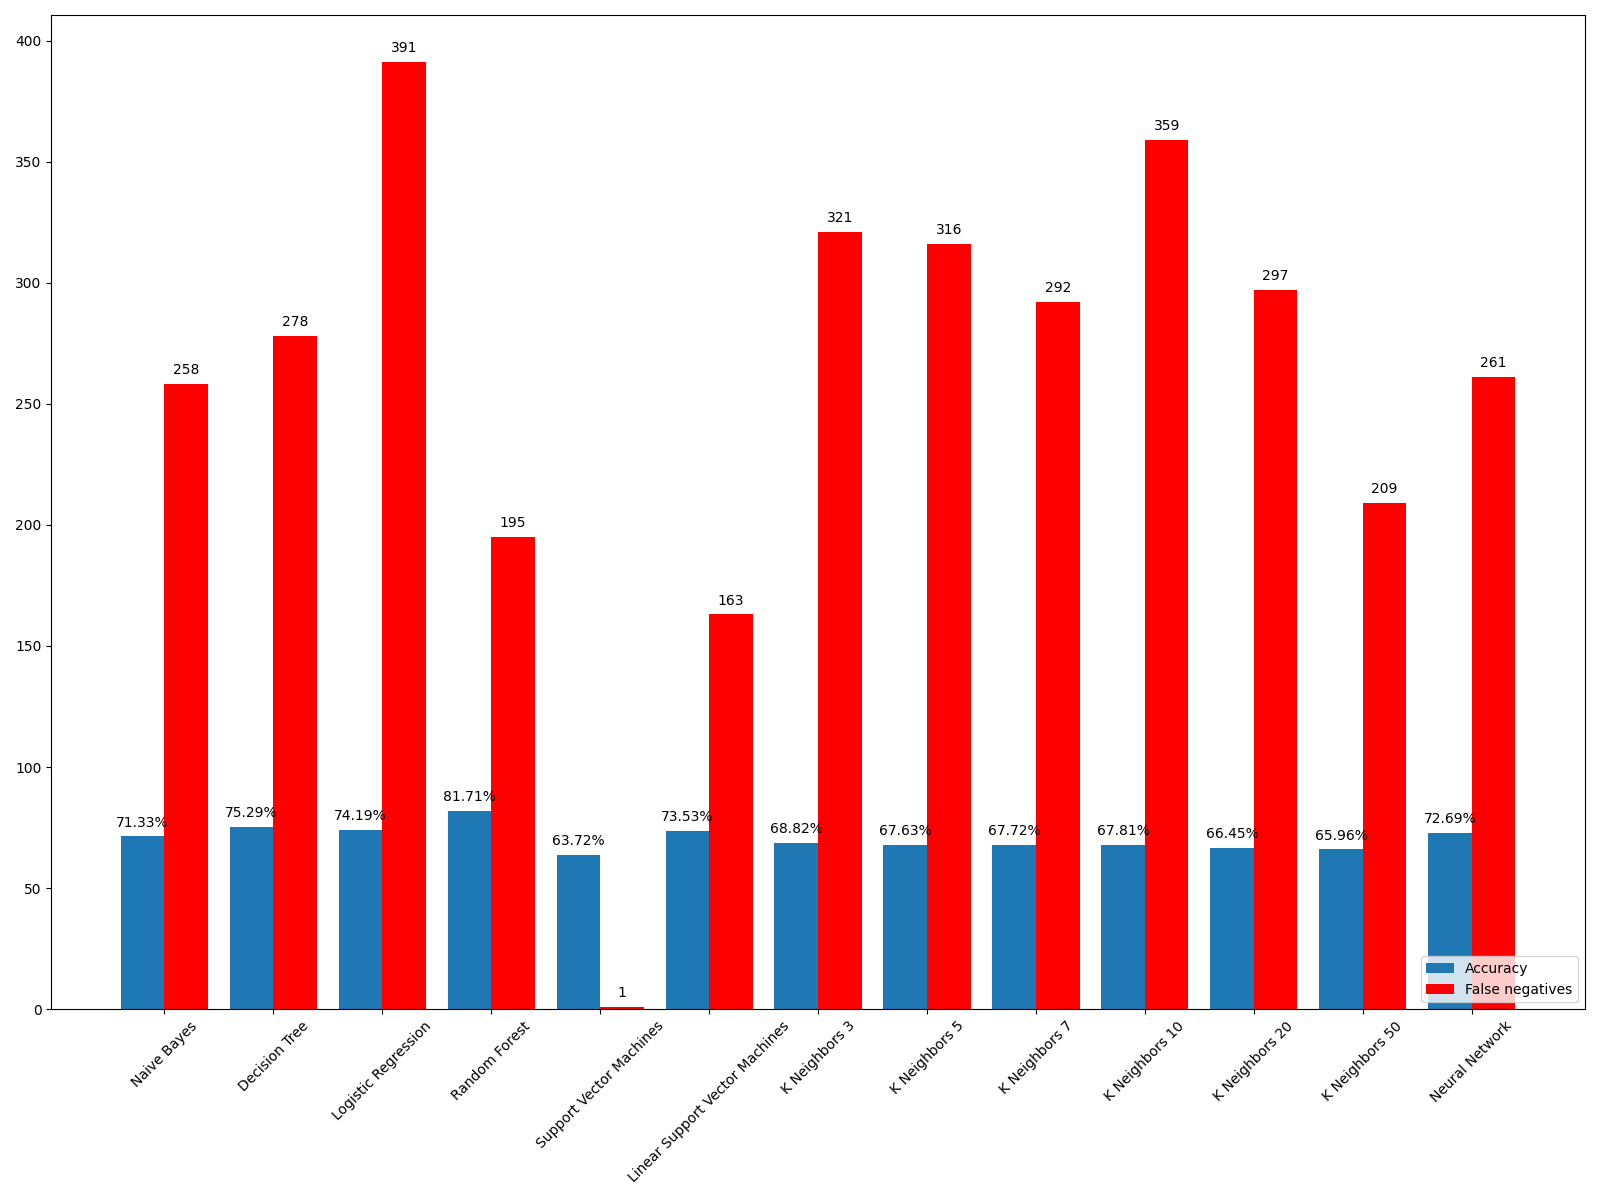 400
350
300
250
200
150
100
50
0
71.33%
258
75.29%
278
74.19%
391
81.71%
195
63.72%
1
73.53%
163
68.82%
321
67.63%
316
67.72%
292
67.81%
359
66.45%
297
65.96%
209
72.69%
261
Accuracy
False negatives
Naive Bayes
Decision Tree
Logistic Regression
Random Forest
Support Vector Machines
Linear Support Vector Machines
K Neighbors 3
K Neighbors 5
K Neighbors 7
K Neighbors 10
K Neighbors 20
K Neighbors 50
Neural Network